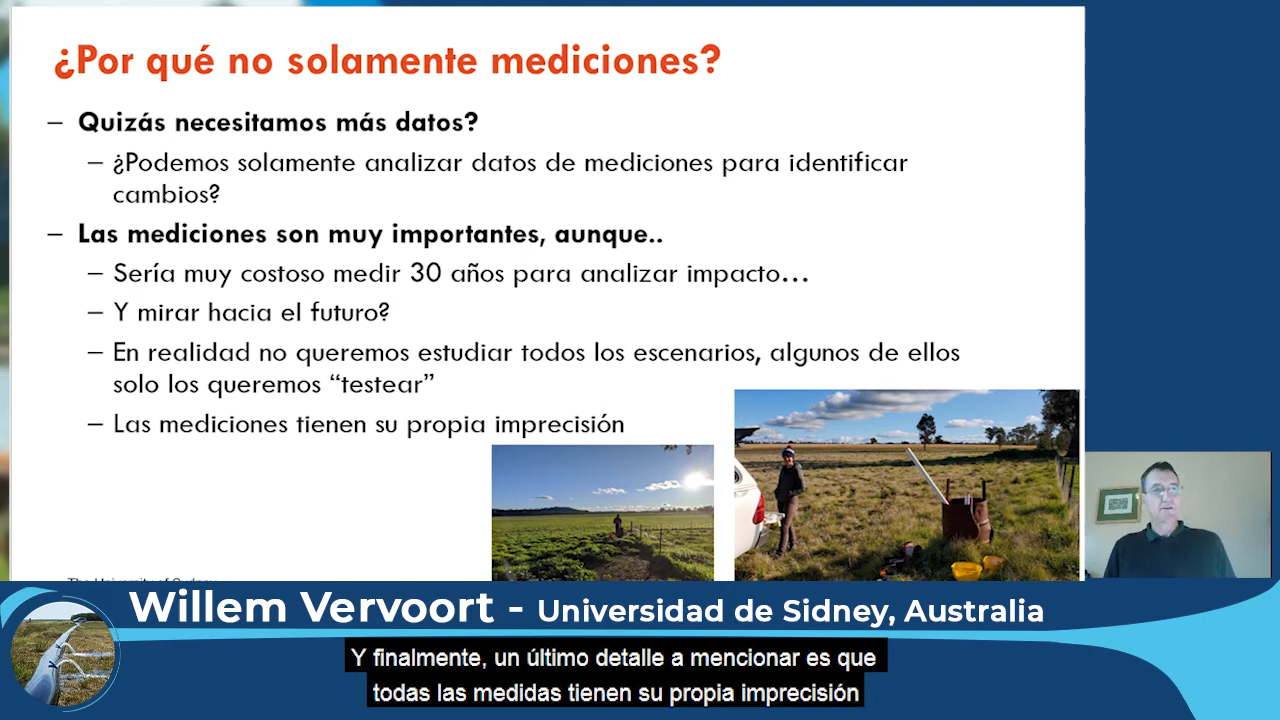 ¿Por qué no solamente mediciones?
– Quizás necesitamos más datos?
– ¿Podemos solamente analizar datos de mediciones para identificar
cambios?
– Las mediciones son muy importantes, aunque..
– Sería muy costoso medir 30 años para analizar impacto…
– Y mirar hacia el futuro?
– En realidad no queremos estudiar todos los escenarios, algunos de ellos
solo los queremos “testear”
– Las mediciones tienen su propia imprecisión
The University of Sydney
Willem Vervoort - Universidad de Sidney, Australia
Y finalmente, un último detalle a mencionar es que
todas las medidas tienen su propia imprecisión